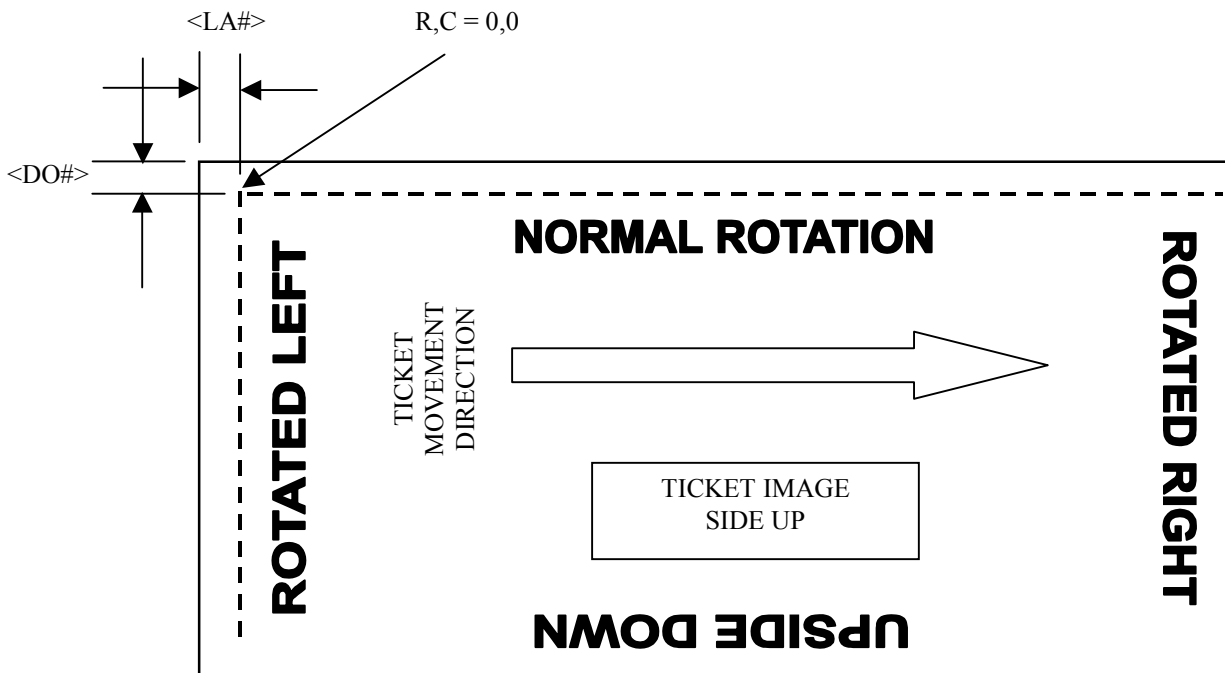 <LA#>
R,C = 0,0
<DO#>
NORMAL ROTATION
ROTATED LEFT
TICKET
MOVEMENT
DIRECTION
ROTATED RIGHT
TICKET IMAGE
SIDE UP
UPSIDE DOWN